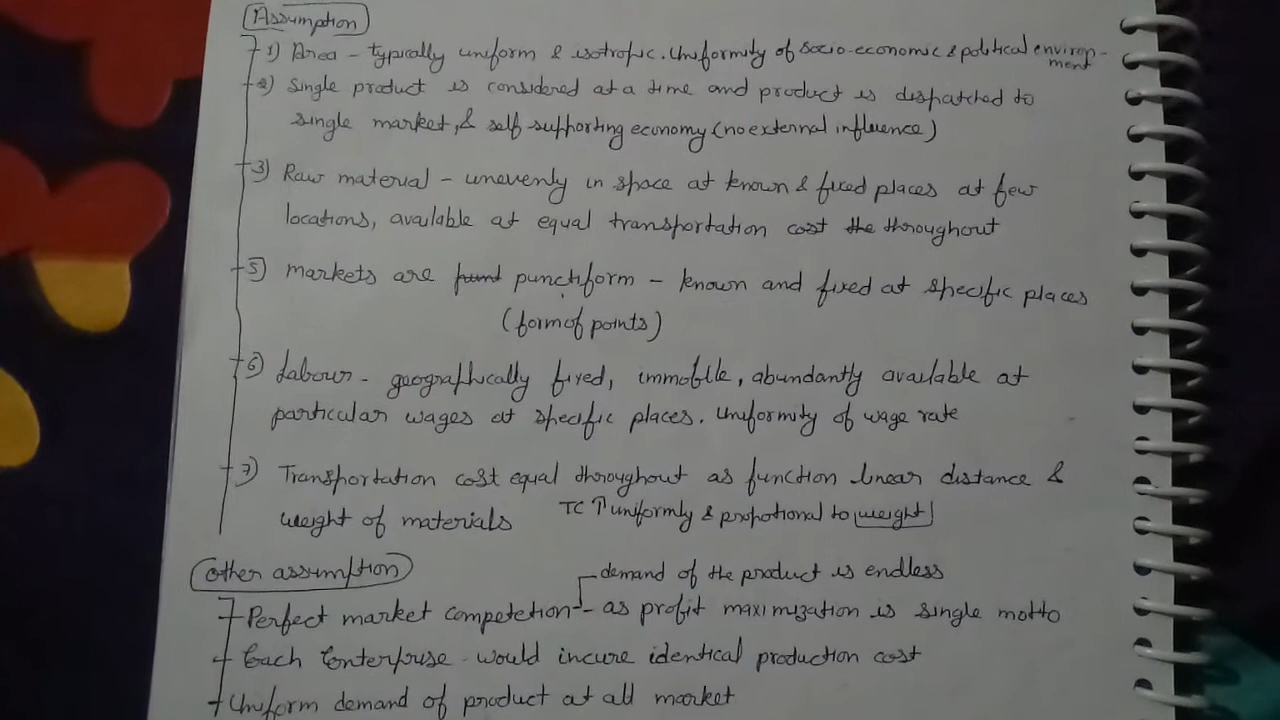 Assumption
1) Area - typically uniform & isotropic. Uniformity of socio-economic & political environ-
ment
2) Single product is considered at a time and product is dispatched to
single market, & self supporting economy (no external influence)
3) Raw material - unevenly in space at known & fixed places at few
locations, available at equal transportation cost the throughout
5) markets are punctiform - known and fixed at specific places
(form of points)
6) Labour - geographically fixed, immobile, abundantly available at
particular wages at specific places. Uniformity of wage rate
7) Transportation cost equal throughout as function linear distance &
weight of materials TC ⇈ uniformly & propotional to weight
Other assumption
demand of the product is endless
Perfect market competetion - as profit maximization is single motto
Each Enterprise would incure identical production cost
Uniform demand of product at all market